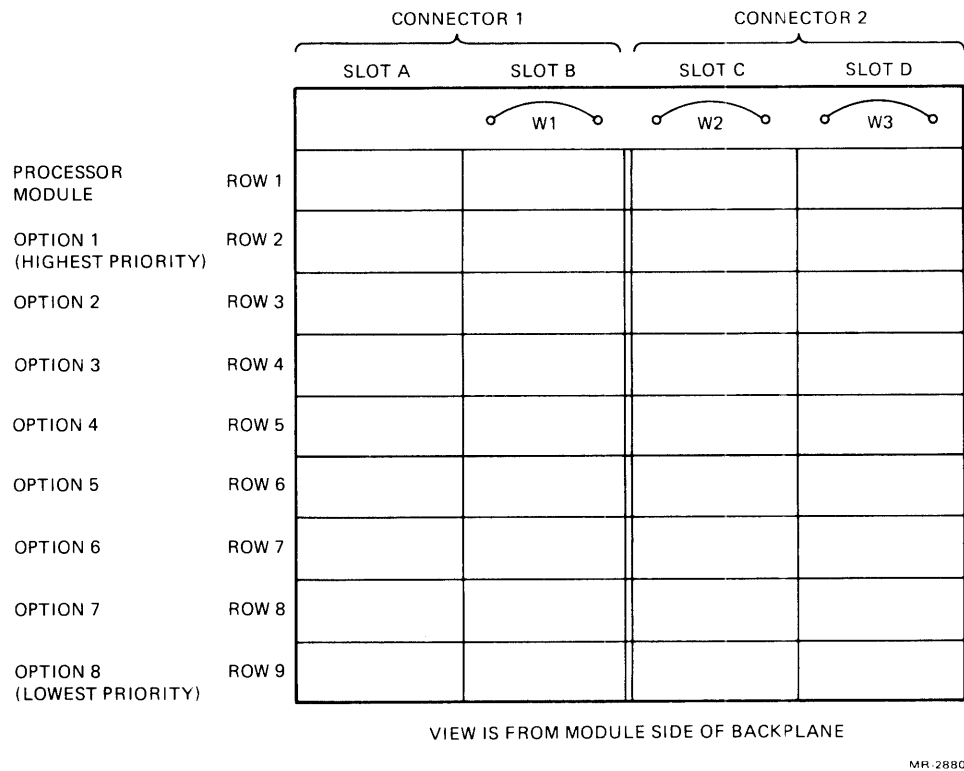 CONNECTOR 1
CONNECTOR 2
SLOT A
SLOT B
SLOT C
SLOT D
W1
W2
W3
PROCESSOR
MODULE
ROW 1
OPTION 1
(HIGHEST PRIORITY)
ROW 2
OPTION 2
ROW 3
OPTION 3
ROW 4
OPTION 4
ROW 5
OPTION 5
ROW 6
OPTION 6
ROW 7
OPTION 7
ROW 8
OPTION 8
(LOWEST PRIORITY)
ROW 9
VIEW IS FROM MODULE SIDE OF BACKPLANE
MR-2880